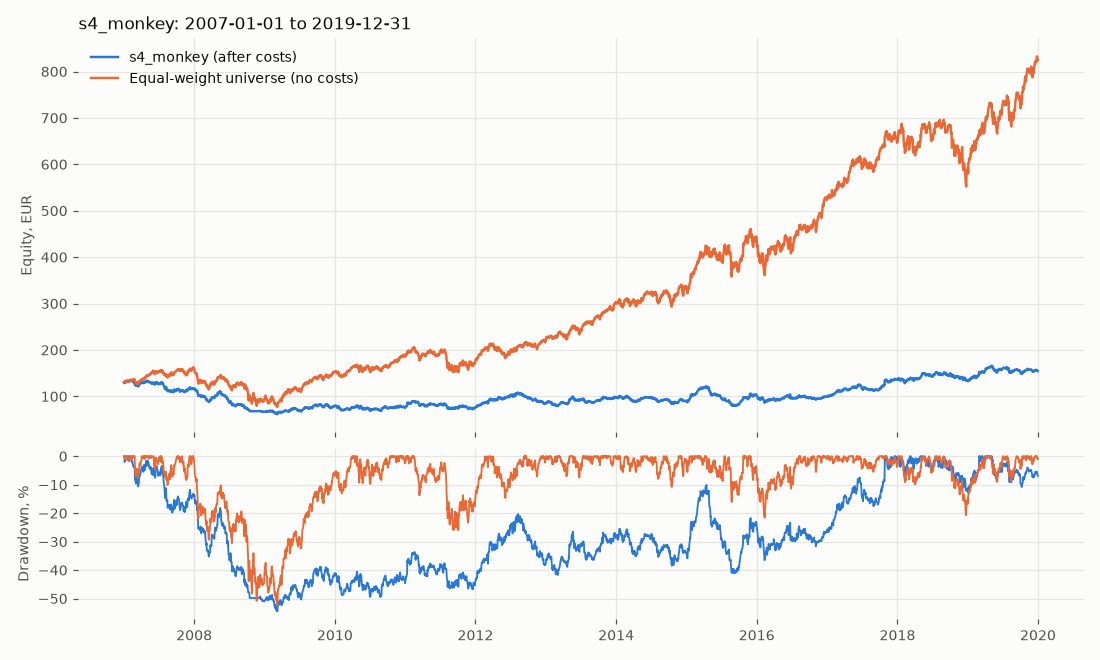 s4_monkey: 2007-01-01 to 2019-12-31
s4_monkey (after costs)
Equal-weight universe (no costs)
Equity, EUR
800
700
600
500
400
300
200
100
Drawdown, %
0
−10
−20
−30
−40
−50
2008 2010 2012 2014 2016 2018 2020